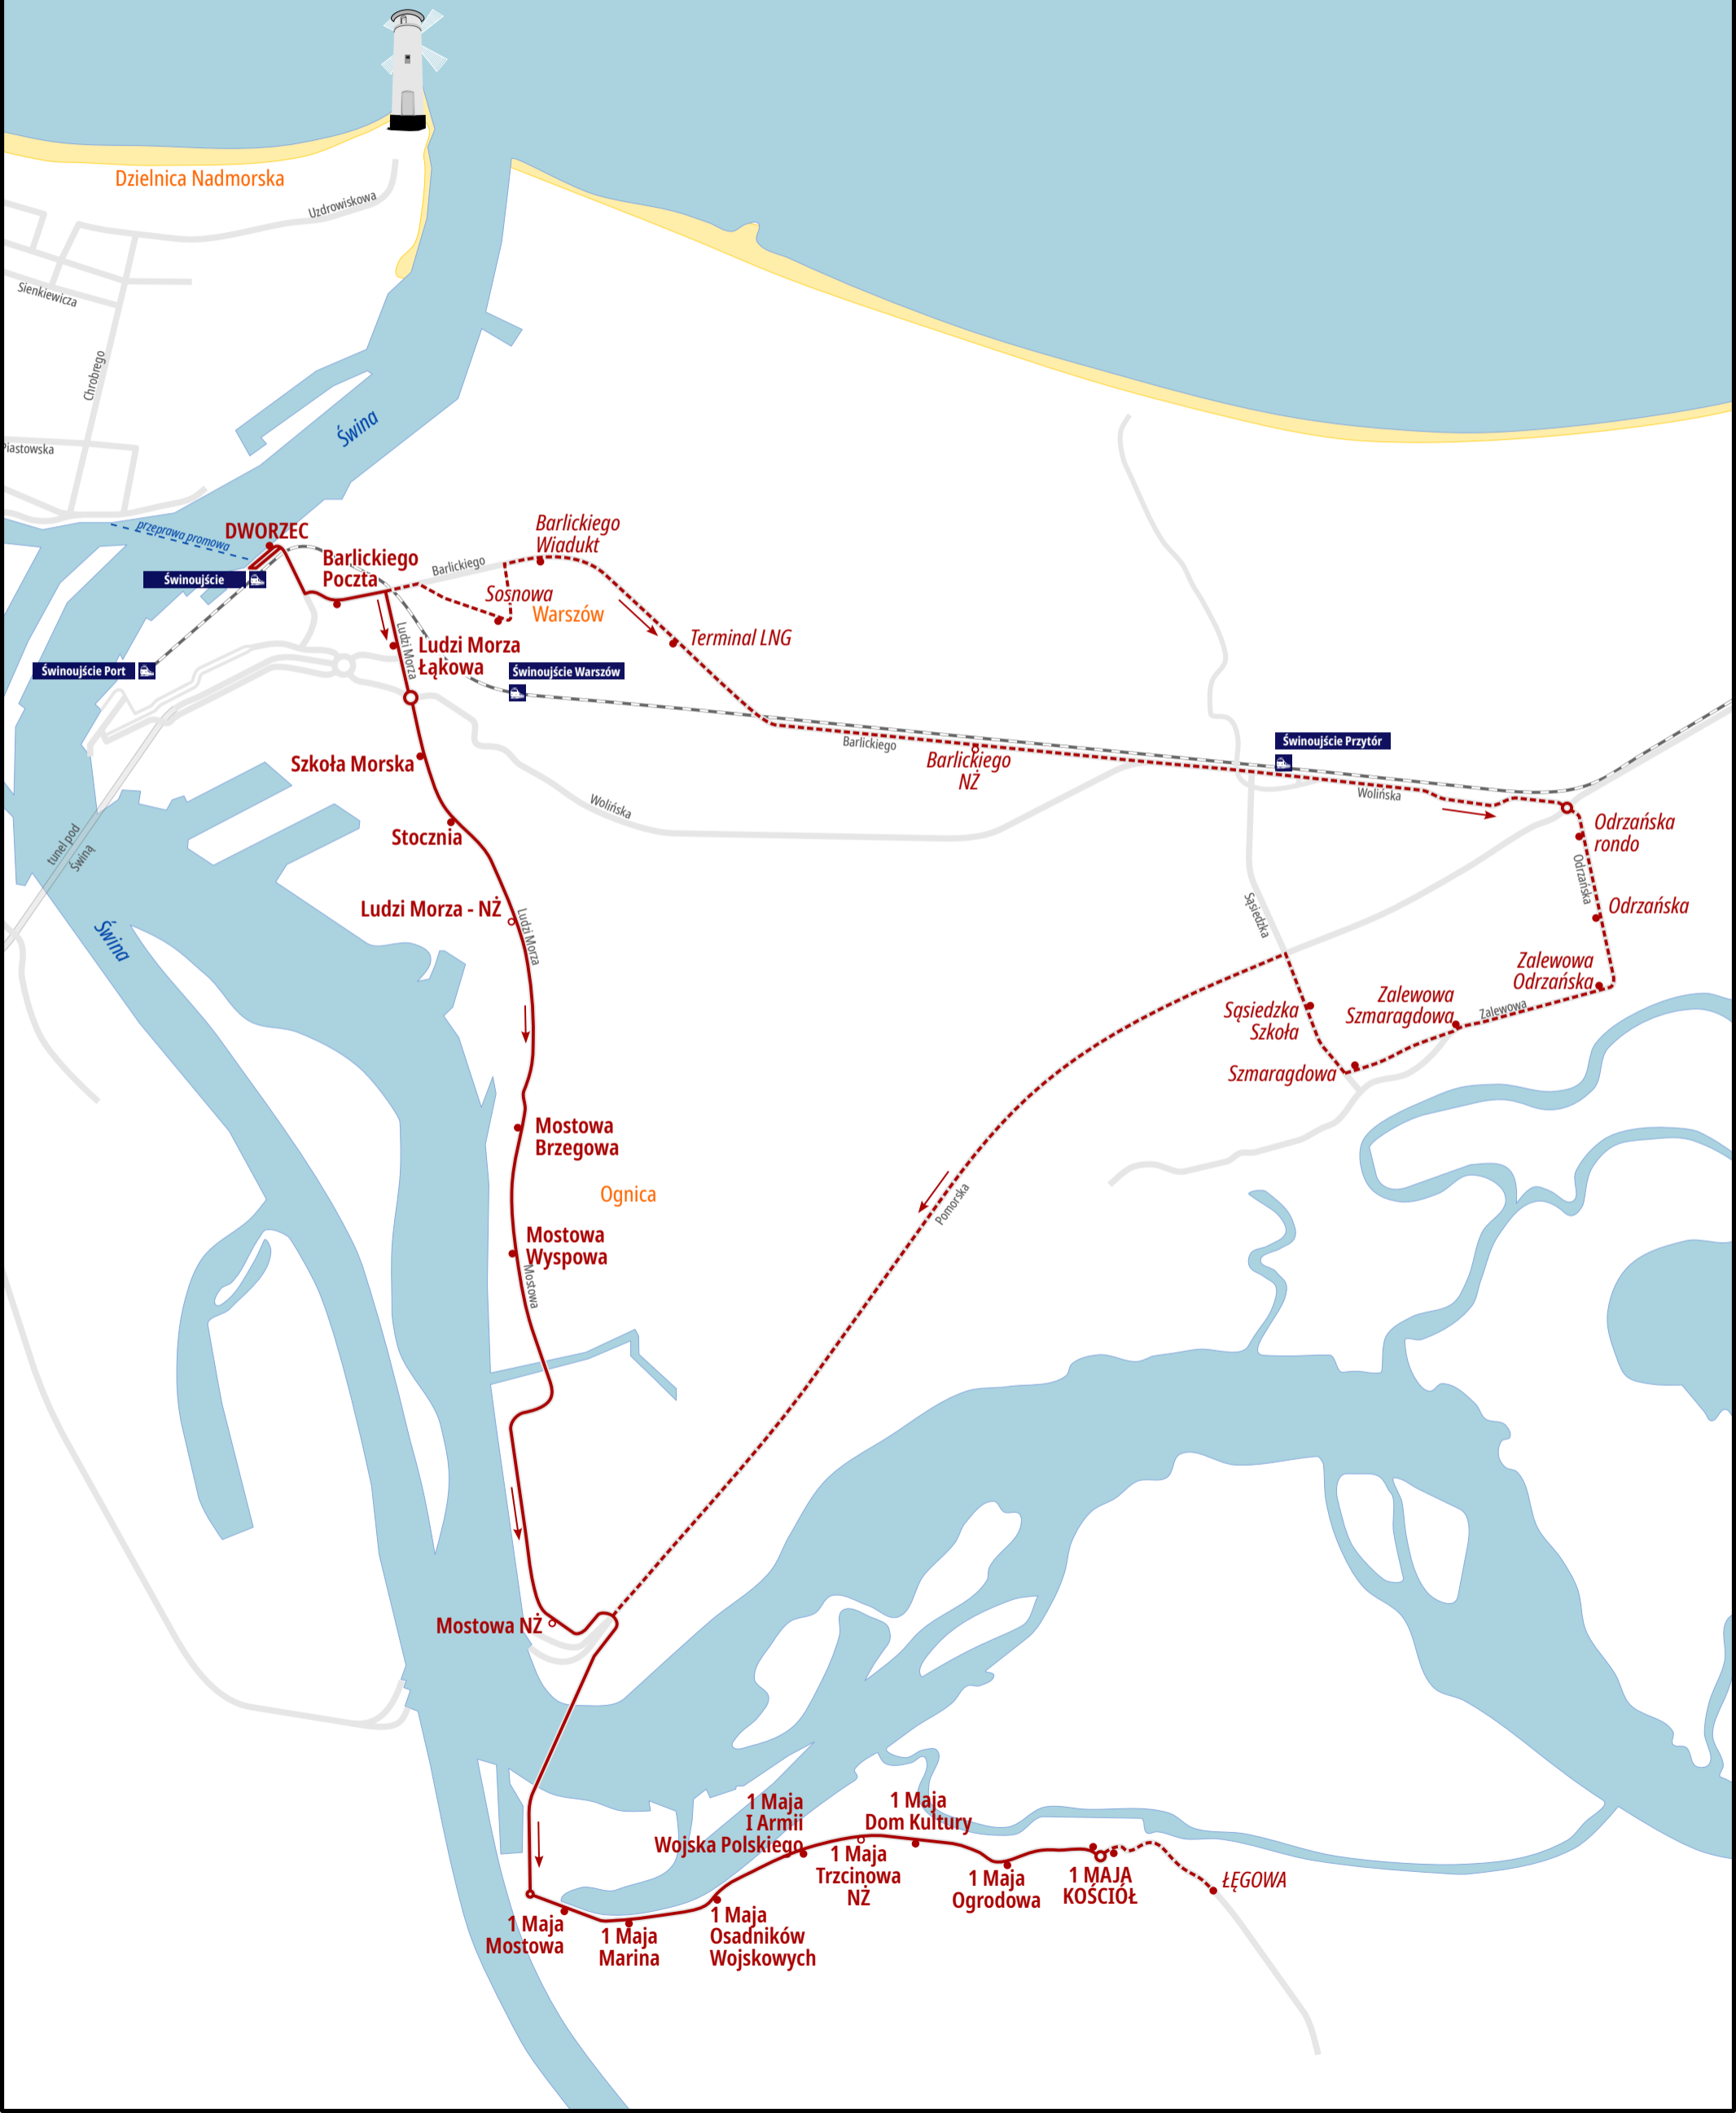 Dzielnica Nadmorska
Uzdrowiskowa
Sienkiewicza
Chrobrego
Piastowska
Świna
przeprawa promowa
DWORZEC
Świnoujście
Barlickiego
Poczta
Barlickiego
Barlickiego
Wiadukt
Sosnowa
Warszów
Terminal LNG
Ludzi Morza
Ludzi Morza
Łąkowa
Świnoujście Port
Świnoujście Warszów
Szkoła Morska
Barlickiego
Barlickiego
NŻ
Świnoujście Przytór
Wolińska
Wolińska
Stocznia
tunel pod
Świną
Odrzańska
rondo
Odrzańska
Odrzańska
Ludzi Morza - NŻ
Ludzi Morza
Świna
Sąsiedzka
Zalewowa
Odrzańska
Zalewowa
Szmaragdowa
Zalewowa
Sąsiedzka
Szkoła
Szmaragdowa
Mostowa
Brzegowa
Ognica
Pomorska
Mostowa
Wyspowa
Mostowa
Mostowa NŻ
1 Maja
I Armii
Wojska Polskiego
1 Maja
Dom Kultury
1 Maja
Trzcinowa
NŻ
1 Maja
Ogrodowa
1 MAJA
KOŚCIÓŁ
ŁĘGOWA
1 Maja
Mostowa
1 Maja
Marina
1 Maja
Osadników
Wojskowych